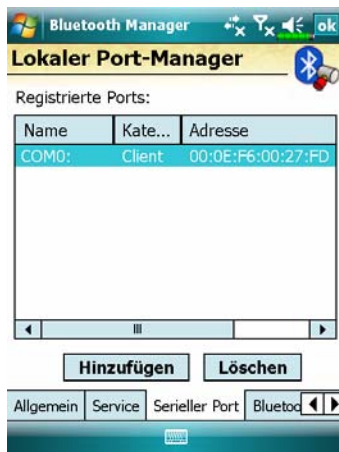 Bluetooth Manager ok
Lokaler Port-Manager
Registrierte Ports:
Name Kate... Adresse
COM0: Client 00:0E:F6:00:27:FD
Hinzufügen Löschen
Allgemein Service Serieller Port Bluetoo